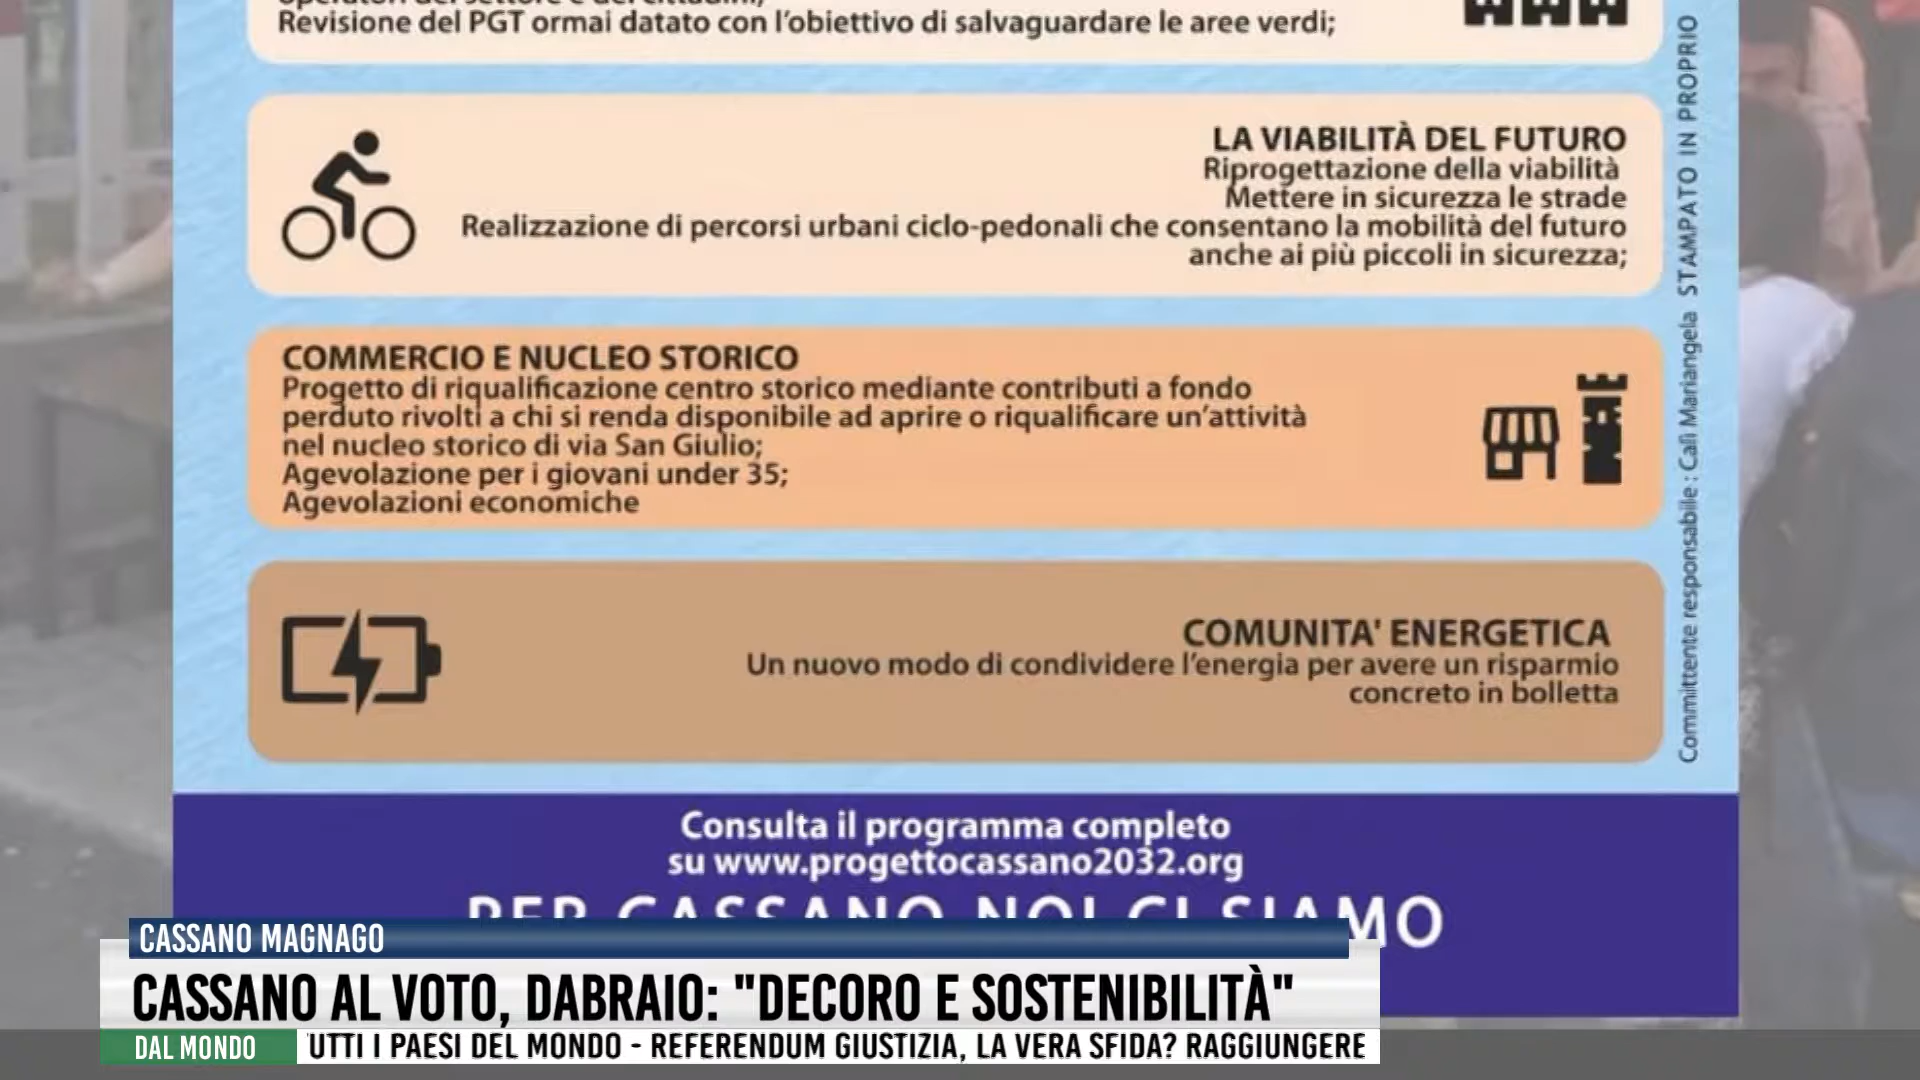 Revisione del PGT ormai datato con l'obiettivo di salvaguardare le aree verdi;
LA VIABILITÀ DEL FUTURO
Riprogettazione della viabilità
Mettere in sicurezza le strade
Realizzazione di percorsi urbani ciclo-pedonali che consentano la mobilità del futuro
anche ai più piccoli in sicurezza;
COMMERCIO E NUCLEO STORICO
Progetto di riqualificazione centro storico mediante contributi a fondo
perduto rivolti a chi si renda disponibile ad aprire o riqualificare un'attività
nel nucleo storico di via San Giulio;
Agevolazione per i giovani under 35;
Agevolazioni economiche
COMUNITA' ENERGETICA
Un nuovo modo di condividere l'energia per avere un risparmio
concreto in bolletta
Committente responsabile : Calì Mariangela STAMPATO IN PROPRIO
Consulta il programma completo
su www.progettocassano2032.org
PER CASSANO NOI CI SIAMO
CASSANO MAGNAGO
CASSANO AL VOTO, DABRAIO: "DECORO E SOSTENIBILITÀ"
DAL MONDO
UTTI I PAESI DEL MONDO - REFERENDUM GIUSTIZIA, LA VERA SFIDA? RAGGIUNGERE